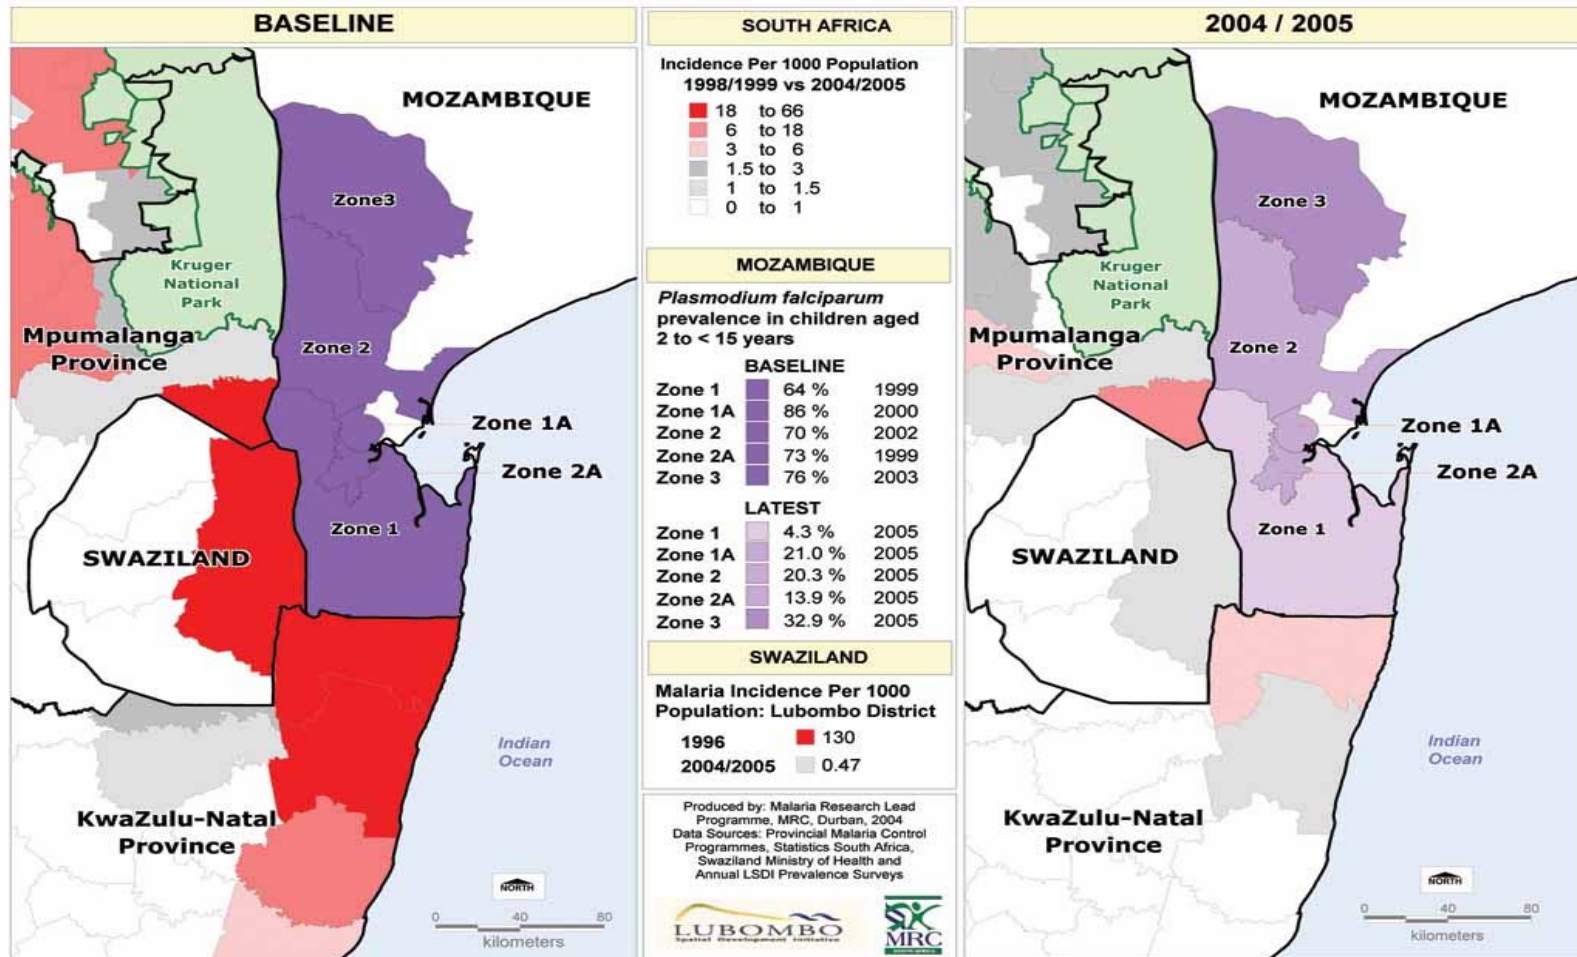 BASELINE
MOZAMBIQUE
Zone3
Kruger
National
Park
Mpumalanga
Province
Zone 2
Zone 1A
Zone 2A
Zone 1
SWAZILAND
Indian
Ocean
KwaZulu-Natal
Province
NORTH
0 40 80
kilometers
SOUTH AFRICA
Incidence Per 1000 Population
1998/1999 vs 2004/2005
18 to 66
6 to 18
3 to 6
1.5 to 3
1 to 1.5
0 to 1
MOZAMBIQUE
Plasmodium falciparum
prevalence in children aged
2 to < 15 years
BASELINE
Zone 1 64 % 1999
Zone 1A 86 % 2000
Zone 2 70 % 2002
Zone 2A 73 % 1999
Zone 3 76 % 2003
LATEST
Zone 1 4.3 % 2005
Zone 1A 21.0 % 2005
Zone 2 20.3 % 2005
Zone 2A 13.9 % 2005
Zone 3 32.9 % 2005
SWAZILAND
Malaria Incidence Per 1000
Population: Lubombo District
1996 130
2004/2005 0.47
Produced by: Malaria Research Lead
Programme, MRC, Durban, 2004
Data Sources: Provincial Malaria Control
Programmes, Statistics South Africa,
Swaziland Ministry of Health and
Annual LSDI Prevalence Surveys
LUBOMBO
Spatial Development Initiative
MRC
SOUTH AFRICA
2004 / 2005
MOZAMBIQUE
Zone 3
Kruger
National
Park
Mpumalanga
Province
Zone 2
Zone 1A
Zone 2A
Zone 1
SWAZILAND
Indian
Ocean
KwaZulu-Natal
Province
NORTH
0 40 80
kilometers